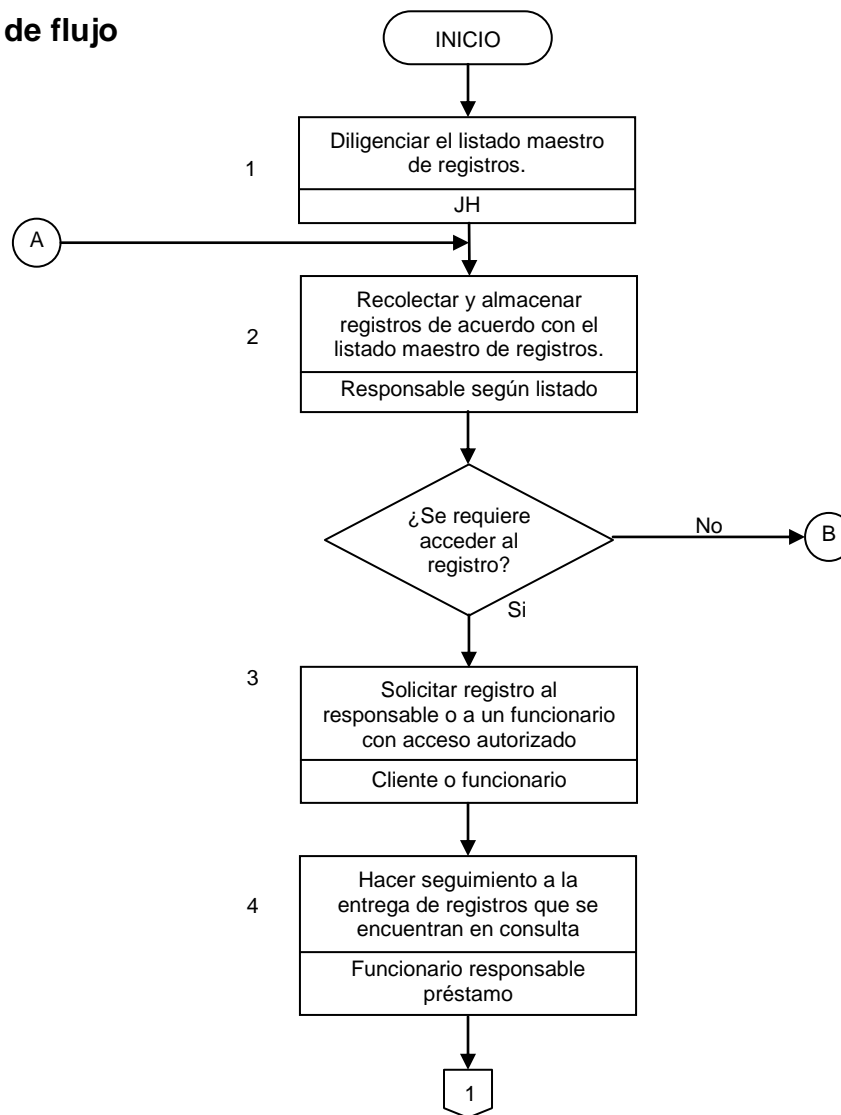 de flujo
INICIO
1
Diligenciar el listado maestro
de registros.
JH
A
2
Recolectar y almacenar
registros de acuerdo con el
listado maestro de registros.
Responsable según listado
¿Se requiere
acceder al
registro?
No
B
Si
3
Solicitar registro al
responsable o a un funcionario
con acceso autorizado
Cliente o funcionario
4
Hacer seguimiento a la
entrega de registros que se
encuentran en consulta
Funcionario responsable
préstamo
1